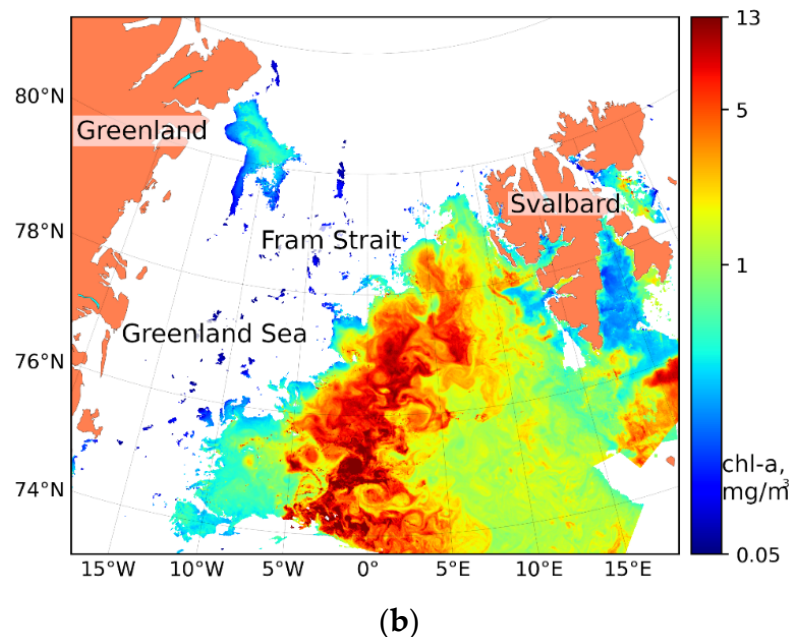 13
80°N
5
Greenland
Svalbard
78°N
Fram Strait
1
Greenland Sea
76°N
chl-a,
mg/m³
74°N
0.05
15°W 10°W 5°W 0° 5°E 10°E 15°E
(b)